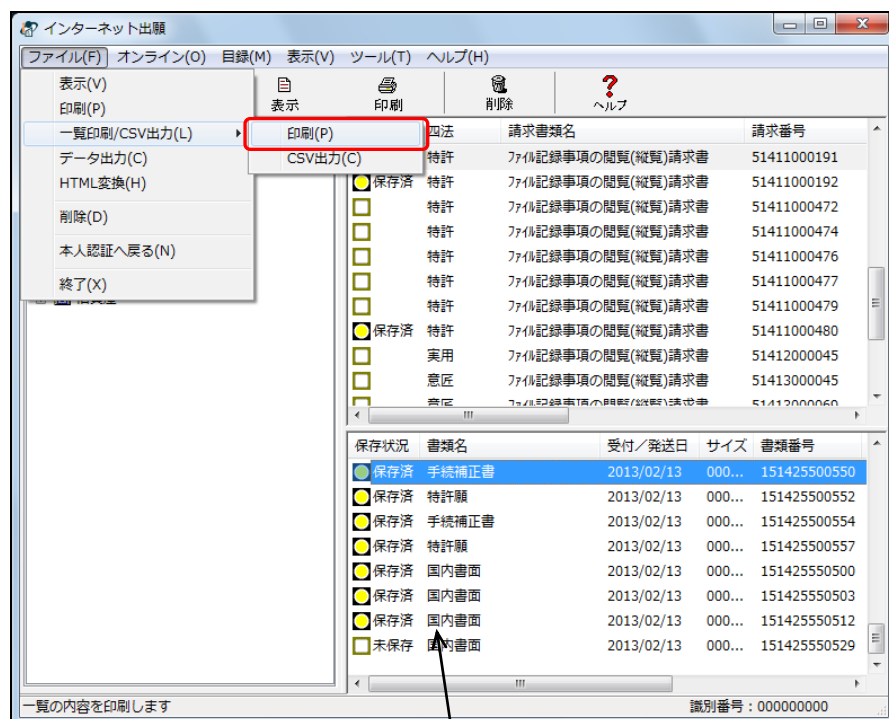 インターネット出願
ファイル(F) オンライン(O) 目録(M) 表示(V) ツール(T) ヘルプ(H)
表示 印刷 削除 ヘルプ
表示(V)
印刷(P)
一覧印刷/CSV出力(L)
データ出力(C)
HTML変換(H)
削除(D)
本人認証へ戻る(N)
終了(X)
印刷(P)
CSV出力(C)
四法 請求書類名 請求番号
特許 ファイル記録事項の閲覧(縦覧)請求書 51411000191
保存済 特許 ファイル記録事項の閲覧(縦覧)請求書 51411000192
特許 ファイル記録事項の閲覧(縦覧)請求書 51411000472
特許 ファイル記録事項の閲覧(縦覧)請求書 51411000474
特許 ファイル記録事項の閲覧(縦覧)請求書 51411000476
特許 ファイル記録事項の閲覧(縦覧)請求書 51411000477
特許 ファイル記録事項の閲覧(縦覧)請求書 51411000479
保存済 特許 ファイル記録事項の閲覧(縦覧)請求書 51411000480
実用 ファイル記録事項の閲覧(縦覧)請求書 51412000045
意匠 ファイル記録事項の閲覧(縦覧)請求書 51413000045
意匠 ファイル記録事項の閲覧(縦覧)請求書 51413000060
保存状況 書類名 受付/発送日 サイズ 書類番号
保存済 手続補正書 2013/02/13 000... 151425500550
保存済 特許願 2013/02/13 000... 151425500552
保存済 手続補正書 2013/02/13 000... 151425500554
保存済 特許願 2013/02/13 000... 151425500557
保存済 国内書面 2013/02/13 000... 151425550500
保存済 国内書面 2013/02/13 000... 151425550503
保存済 国内書面 2013/02/13 000... 151425550512
未保存 国内書面 2013/02/13 000... 151425550529
一覧の内容を印刷します 識別番号:000000000